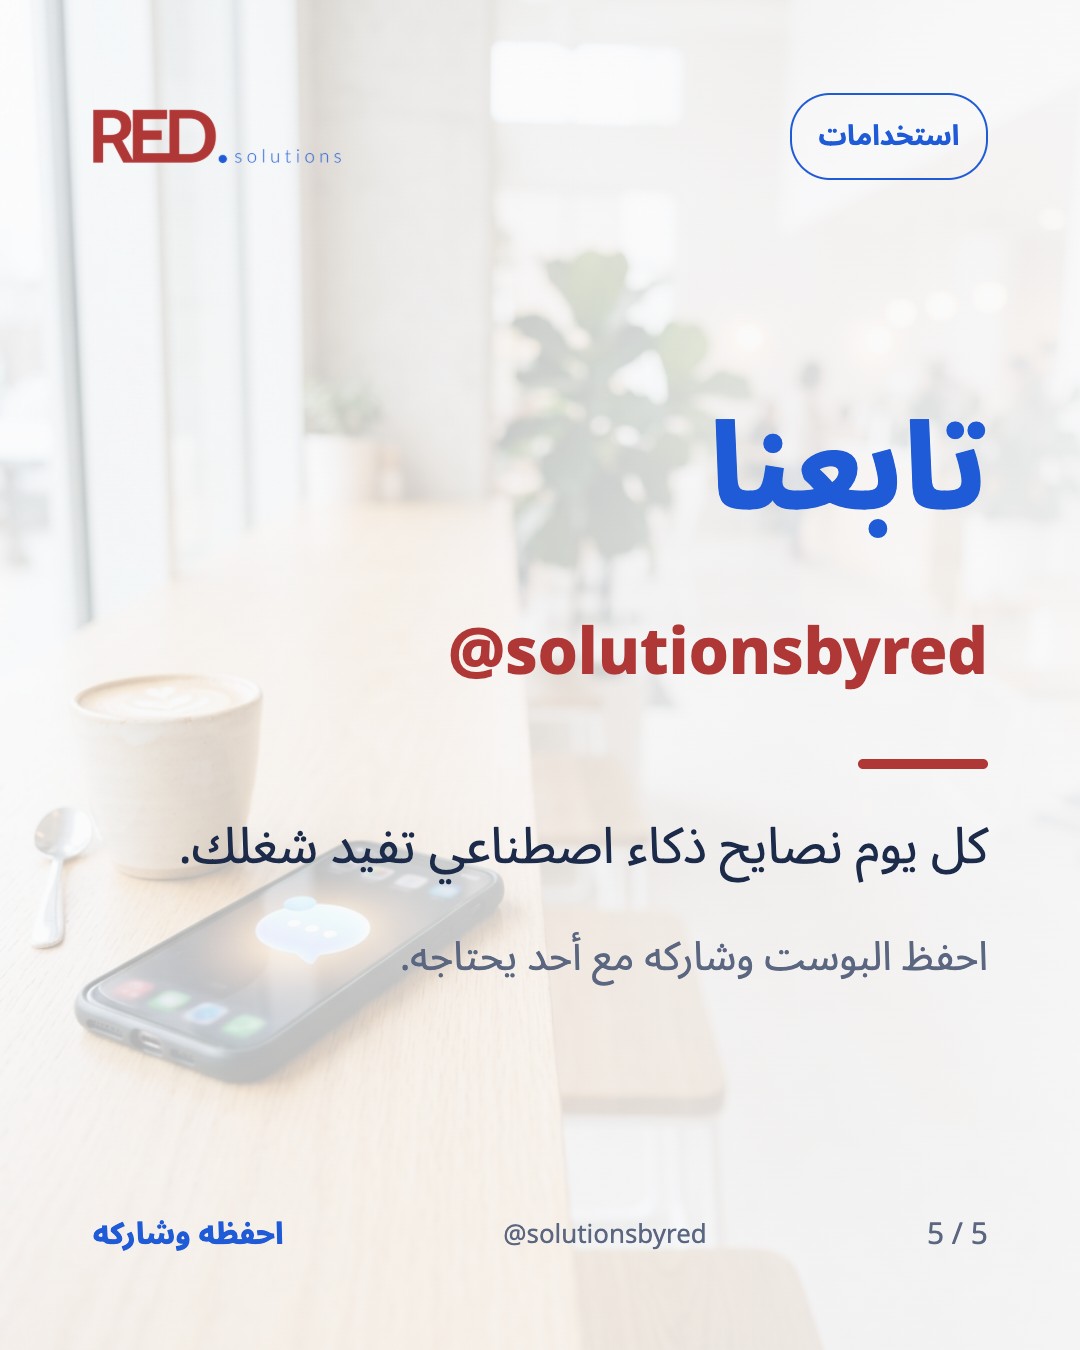 RED. solutions
استخدامات
تابعنا
@solutionsbyred
كل يوم نصايح ذكاء اصطناعي تفيد شغلك.
احفظ البوست وشاركه مع أحد يحتاجه.
احفظه وشاركه
@solutionsbyred
5 / 5